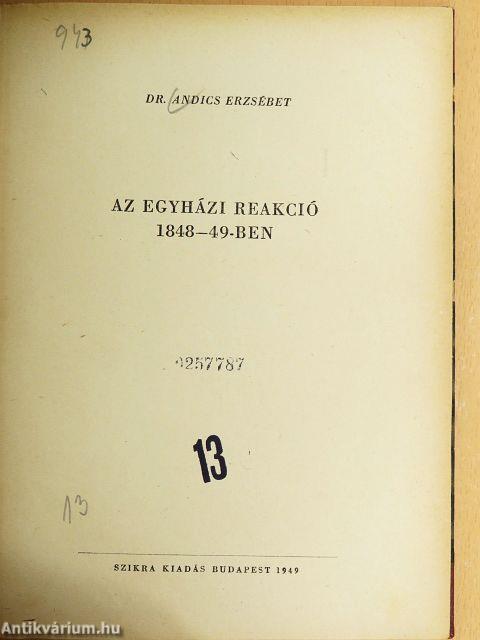 943
DR. ANDICS ERZSÉBET
AZ EGYHÁZI REAKCIÓ
1848–49-BEN
257787
13
13
SZIKRA KIADÁS BUDAPEST 1949
Antikvárium.hu